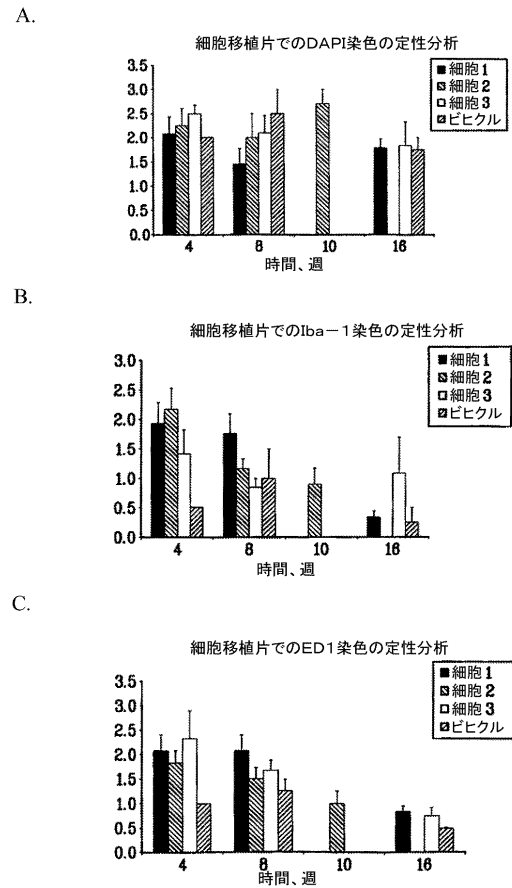 A.
細胞移植片でのDAPI染色の定性分析
細胞1
細胞2
細胞3
ビヒクル
3.5
3.0
2.5
2.0
1.5
1.0
0.5
0.0
4 8 10 16
時間、週
B.
細胞移植片でのIba-1染色の定性分析
細胞1
細胞2
細胞3
ビヒクル
3.0
2.5
2.0
1.5
1.0
0.5
0.0
4 8 10 16
時間、週
C.
細胞移植片でのED1染色の定性分析
細胞1
細胞2
細胞3
ビヒクル
3.5
3.0
2.5
2.0
1.5
1.0
0.5
0.0
4 8 10 16
時間、週